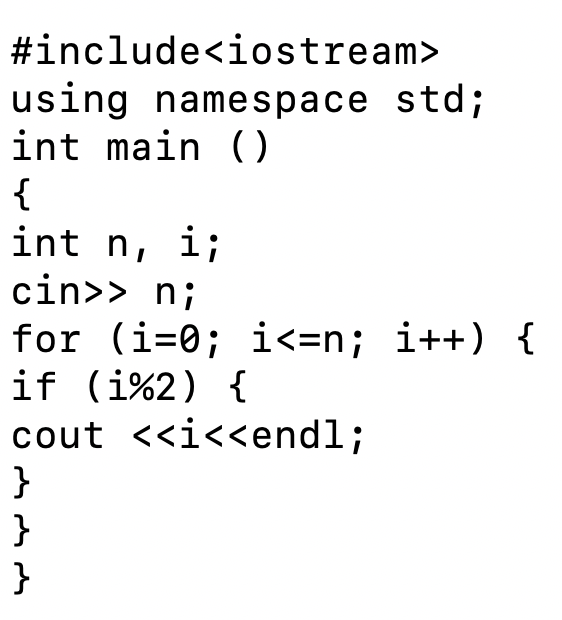 #include<iostream>
using namespace std;
int main ()
{
int n, i;
cin>> n;
for (i=0; i<=n; i++) {
if (i%2) {
cout <<i<<endl;
}
}
}